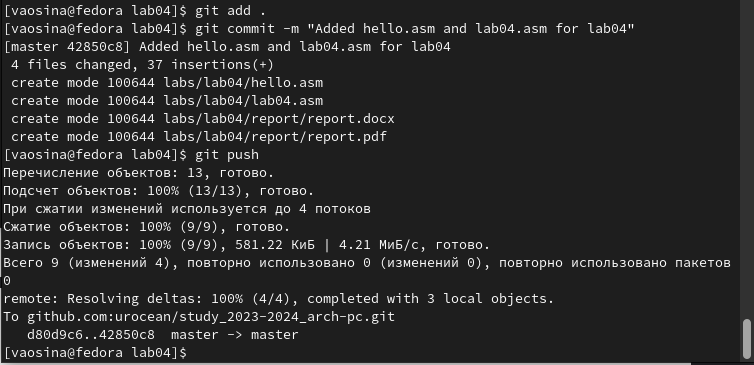 [vaosina@fedora lab04]$ git add .
[vaosina@fedora lab04]$ git commit -m "Added hello.asm and lab04.asm for lab04"
[master 42850c8] Added hello.asm and lab04.asm for lab04
 4 files changed, 37 insertions(+)
 create mode 100644 labs/lab04/hello.asm
 create mode 100644 labs/lab04/lab04.asm
 create mode 100644 labs/lab04/report/report.docx
 create mode 100644 labs/lab04/report/report.pdf
[vaosina@fedora lab04]$ git push
Перечисление объектов: 13, готово.
Подсчет объектов: 100% (13/13), готово.
При сжатии изменений используется до 4 потоков
Сжатие объектов: 100% (9/9), готово.
Запись объектов: 100% (9/9), 581.22 КиБ | 4.21 МиБ/с, готово.
Всего 9 (изменений 4), повторно использовано 0 (изменений 0), повторно использовано пакетов
0
remote: Resolving deltas: 100% (4/4), completed with 3 local objects.
To github.com:urocean/study_2023-2024_arch-pc.git
   d80d9c6..42850c8  master -> master
[vaosina@fedora lab04]$